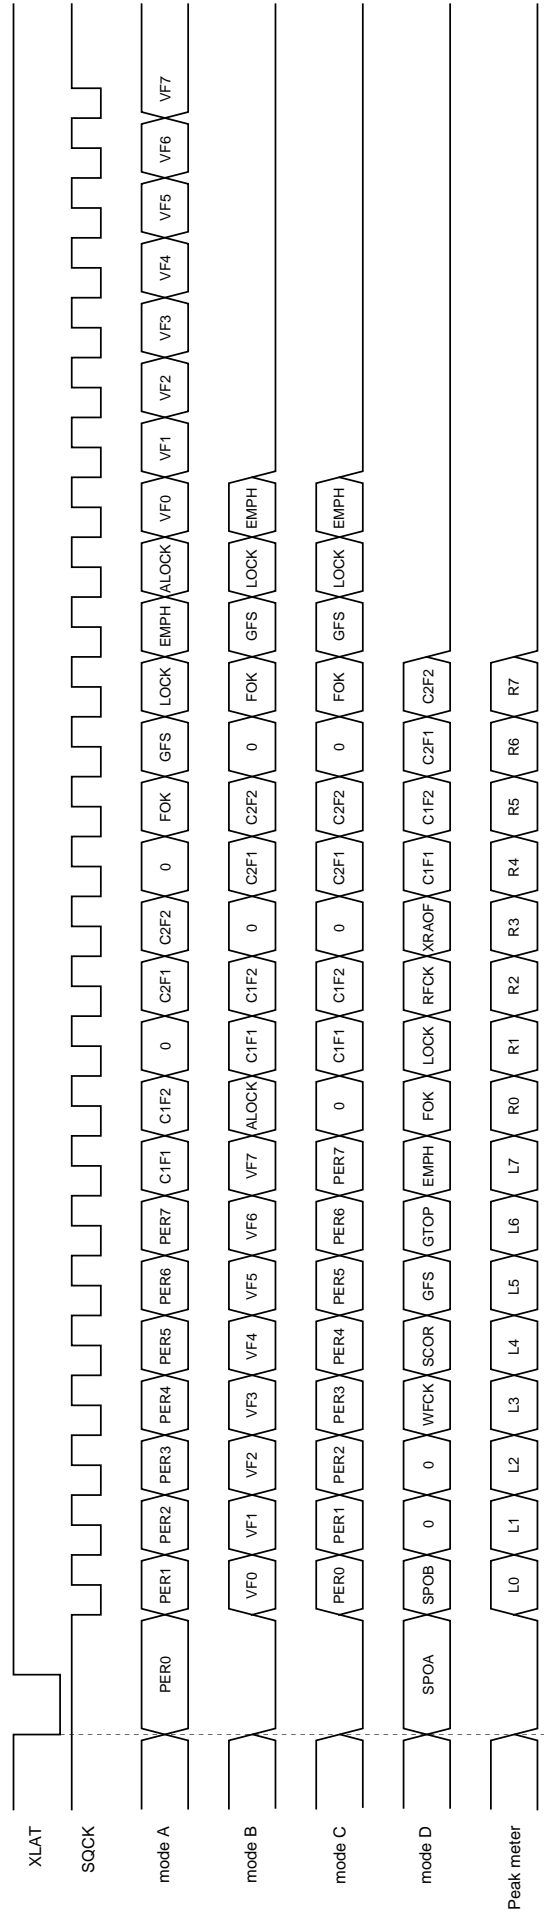 XLAT
SQCK
mode A PER0 PER1 PER2 PER3 PER4 PER5 PER6 PER7 C1F1 C1F2 0 C2F1 C2F2 0 FOK GFS LOCK EMPH ALOCK VF0 VF1 VF2 VF3 VF4 VF5 VF6 VF7
mode B VF0 VF1 VF2 VF3 VF4 VF5 VF6 VF7 ALOCK C1F1 C1F2 0 C2F1 C2F2 0 FOK GFS LOCK EMPH
mode C PER0 PER1 PER2 PER3 PER4 PER5 PER6 PER7 0 C1F1 C1F2 0 C2F1 C2F2 0 FOK GFS LOCK EMPH
mode D SPOA SPOB 0 0 WFCK SCOR GFS GTOP EMPH FOK LOCK RFCK XRAOF C1F1 C1F2 C2F1 C2F2
Peak meter L0 L1 L2 L3 L4 L5 L6 L7 R0 R1 R2 R3 R4 R5 R6 R7